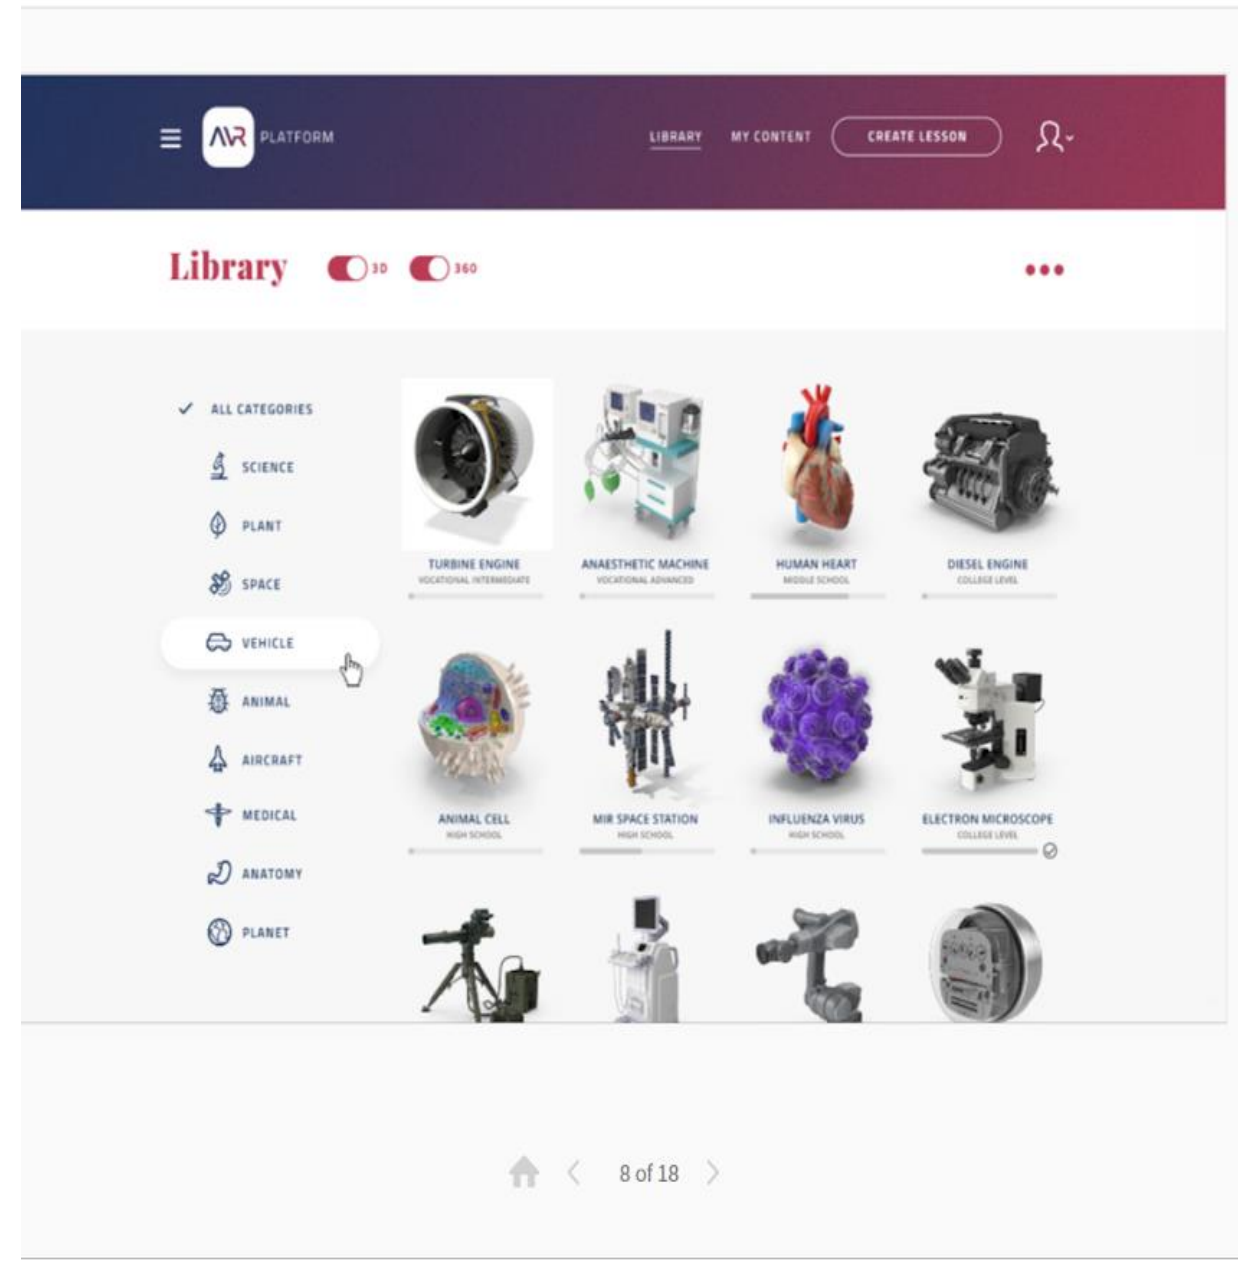 AVR PLATFORM
LIBRARY MY CONTENT CREATE LESSON
Library 3D 360
ALL CATEGORIES
SCIENCE
PLANT
SPACE
VEHICLE
ANIMAL
AIRCRAFT
MEDICAL
ANATOMY
PLANET
TURBINE ENGINE
VOCATIONAL INTERMEDIATE
ANAESTHETIC MACHINE
VOCATIONAL ADVANCED
HUMAN HEART
MIDDLE SCHOOL
DIESEL ENGINE
COLLEGE LEVEL
ANIMAL CELL
HIGH SCHOOL
MIR SPACE STATION
HIGH SCHOOL
INFLUENZA VIRUS
HIGH SCHOOL
ELECTRON MICROSCOPE
COLLEGE LEVEL
8 of 18